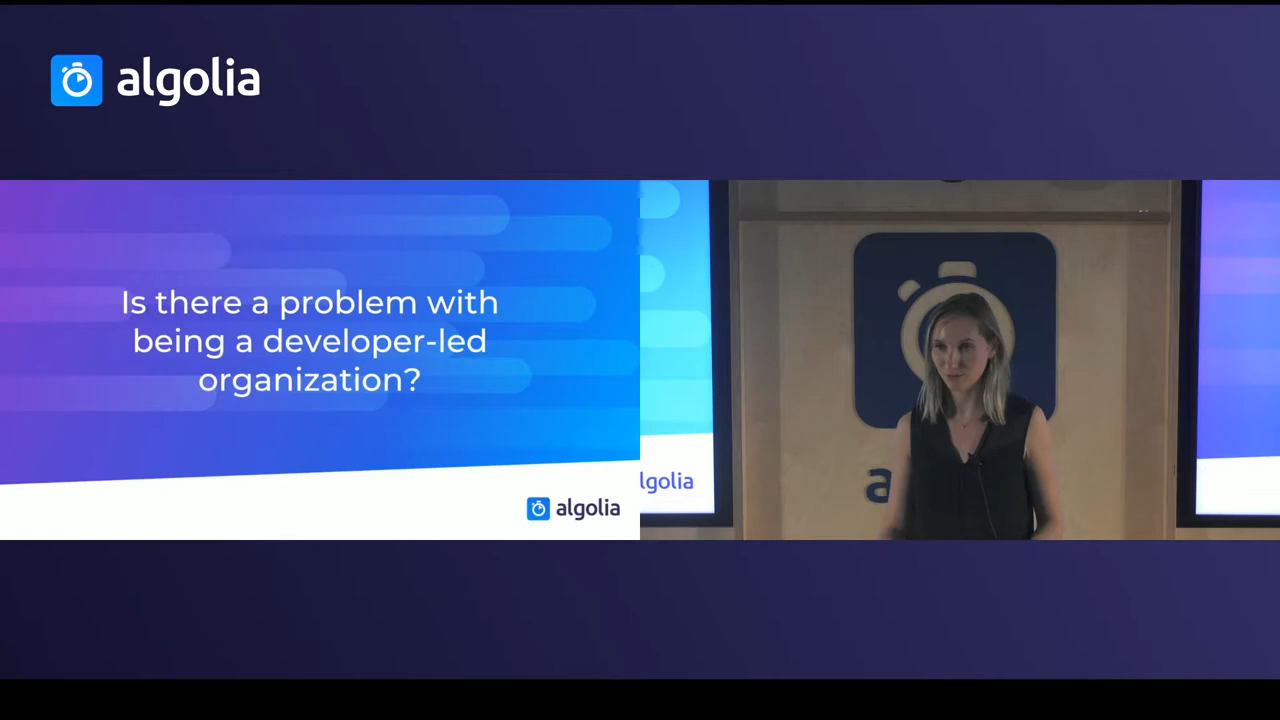 algolia
Is there a problem with
being a developer-led
organization?
algolia
lgolia
a